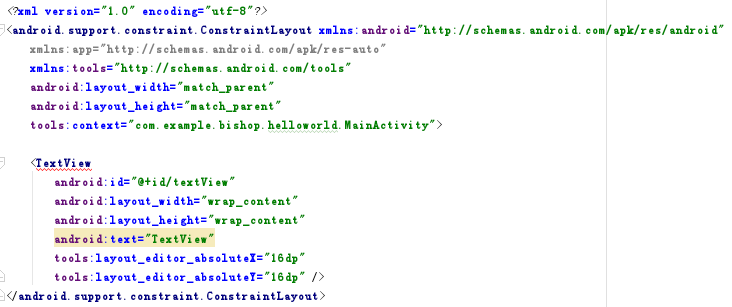 <?xml version="1.0" encoding="utf-8"?>
<android.support.constraint.ConstraintLayout xmlns:android="http://schemas.android.com/apk/res/android"
    xmlns:app="http://schemas.android.com/apk/res-auto"
    xmlns:tools="http://schemas.android.com/tools"
    android:layout_width="match_parent"
    android:layout_height="match_parent"
    tools:context="com.example.bishop.helloworld.MainActivity">
    <TextView
        android:id="@+id/textView"
        android:layout_width="wrap_content"
        android:layout_height="wrap_content"
        android:text="TextView"
        tools:layout_editor_absoluteX="16dp"
        tools:layout_editor_absoluteY="16dp" />
</android.support.constraint.ConstraintLayout>